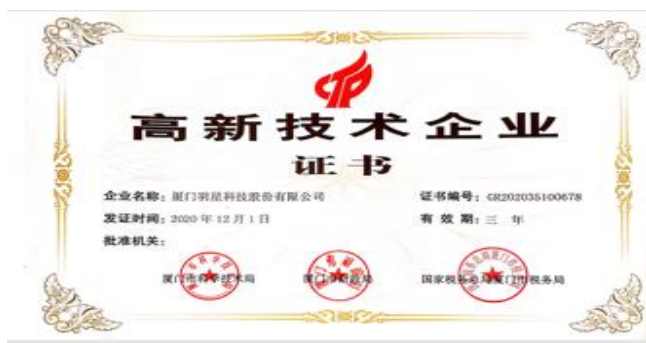 高新技术企业
证书
企业名称：厦门羽星科技股份有限公司 证书编号：GR202035100678
发证时间：2020年12月1日 有效期：三年
批准机关：
厦门市科学技术局 厦门市财政局 国家税务总局厦门市税务局